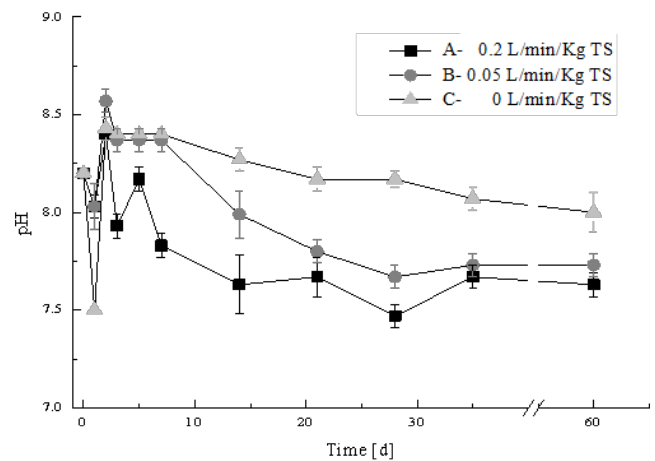 9.0
8.5
8.0
7.5
7.0
pH
A- 0.2 L/min/Kg TS
B- 0.05 L/min/Kg TS
C- 0 L/min/Kg TS
0 10 20 30 60
Time [d]